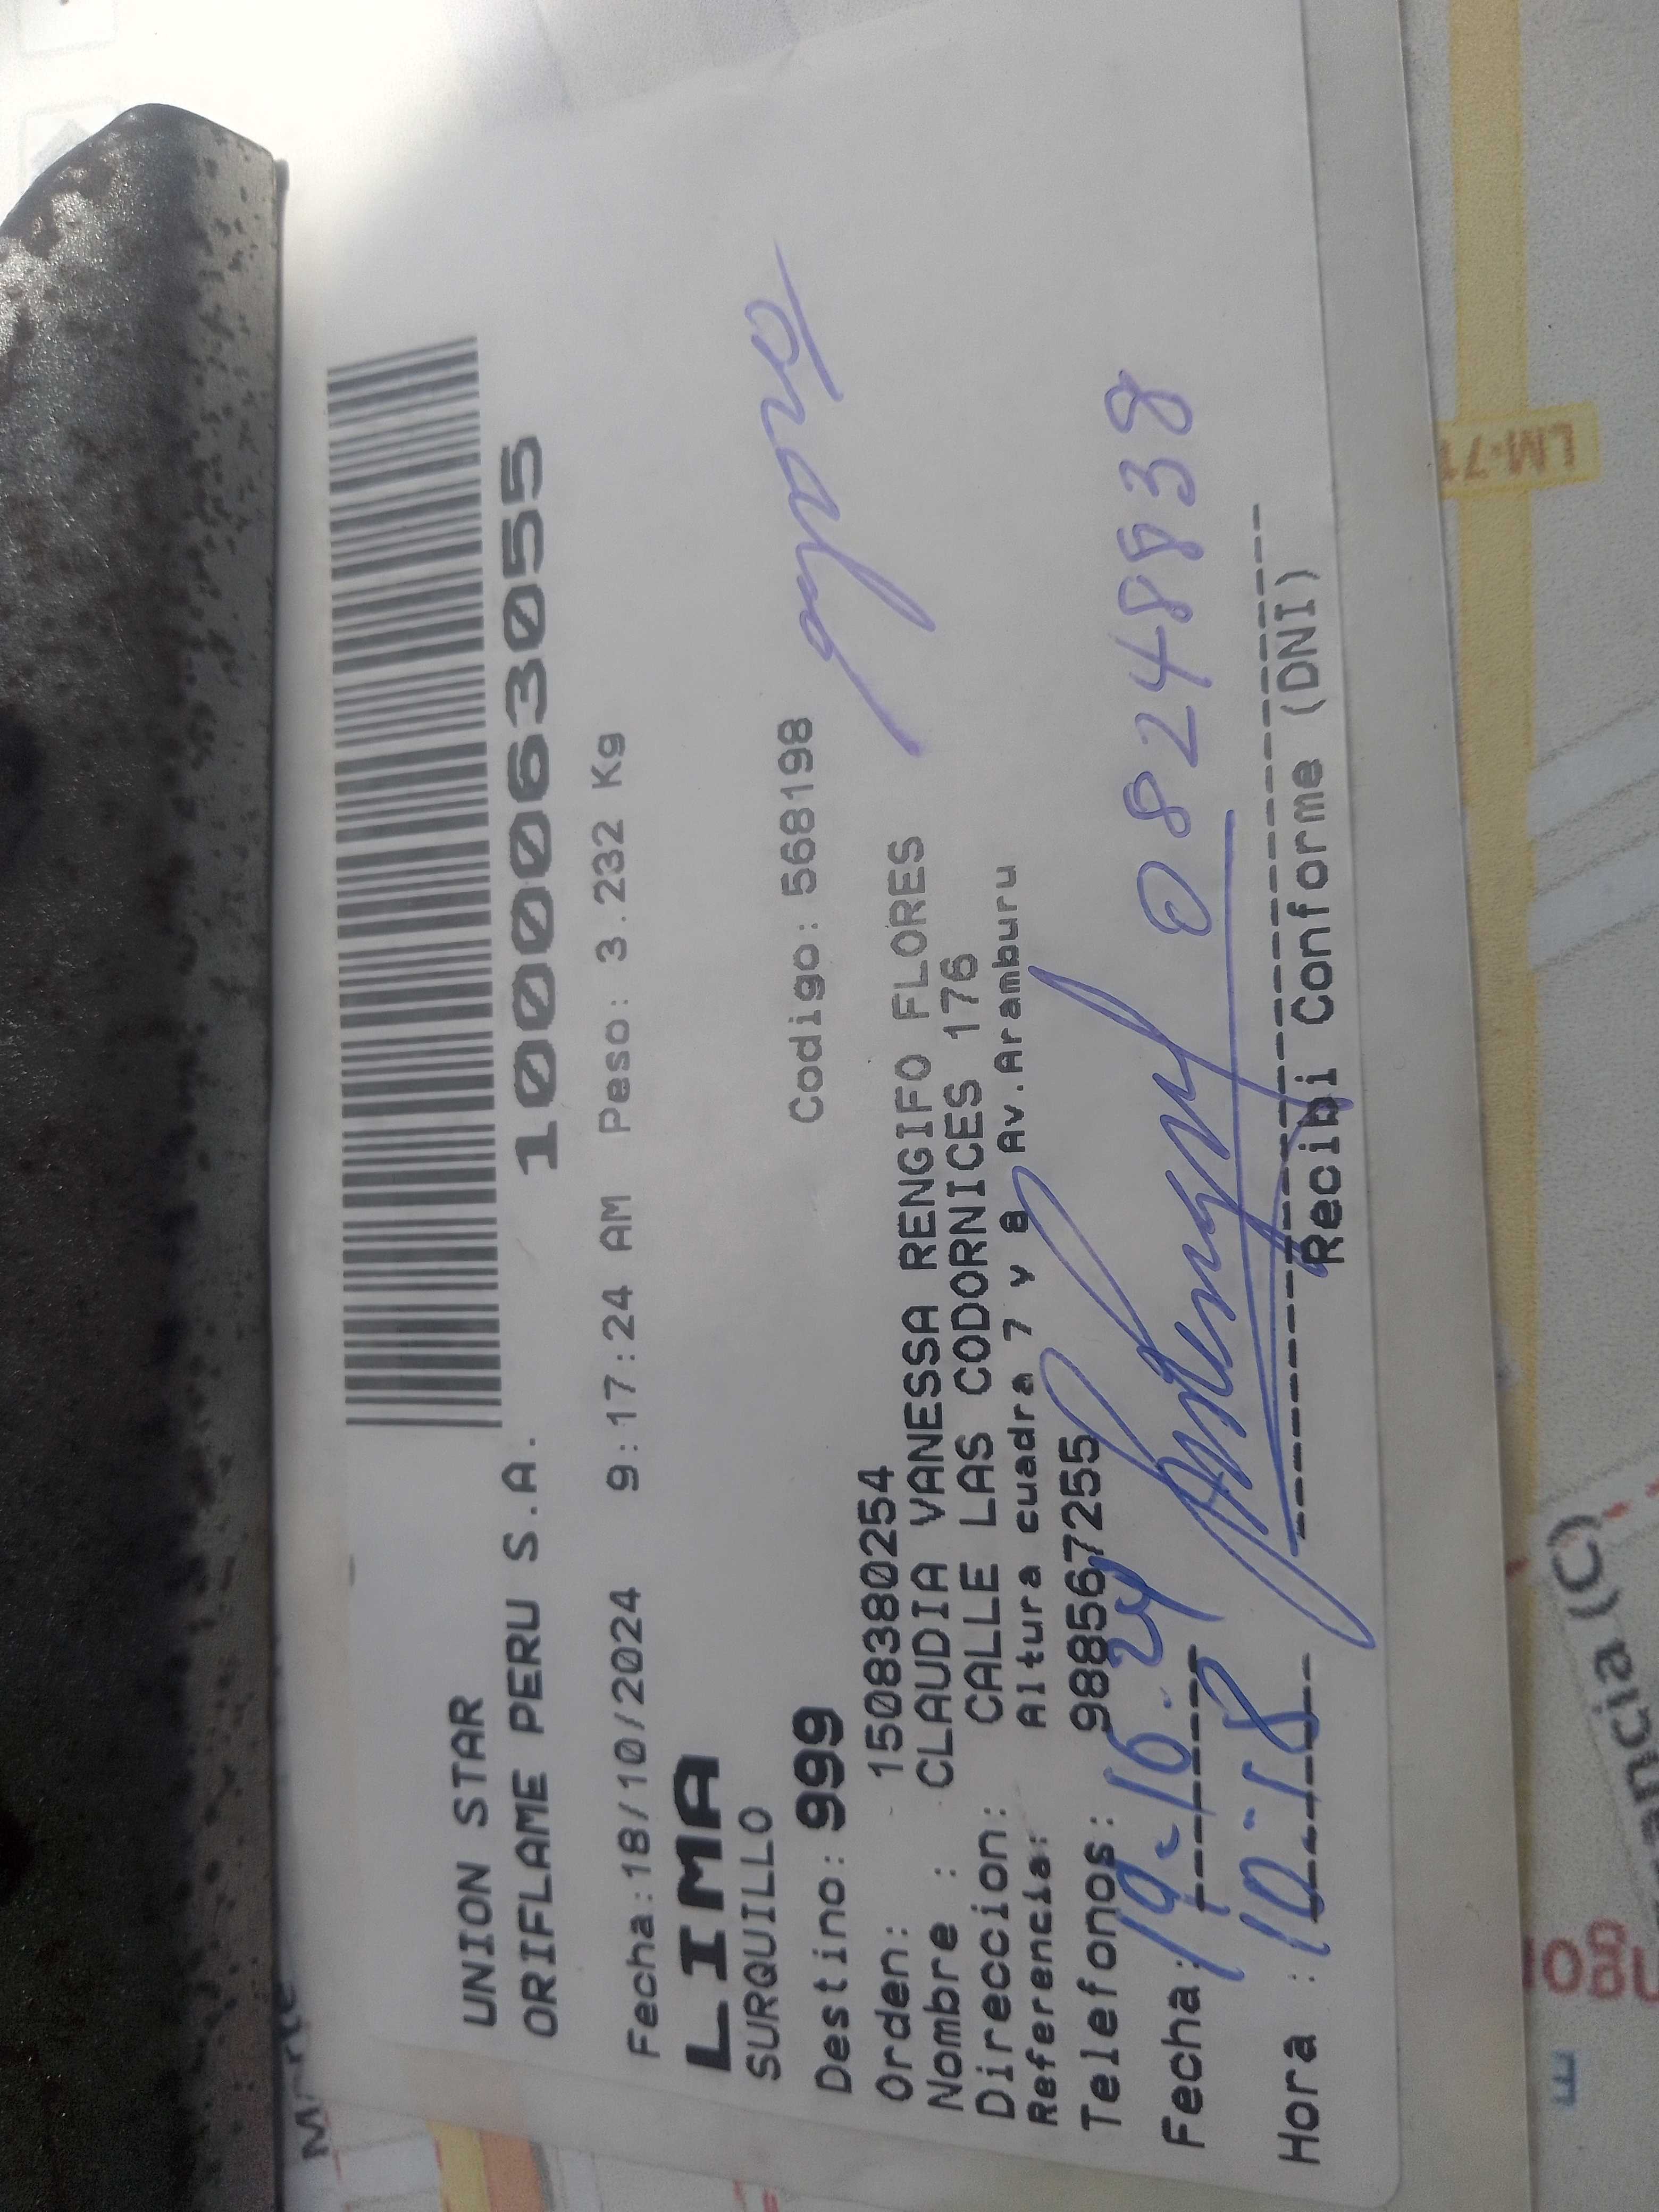 UNION STAR
ORIFLAME PERU S.A.
1000063055
Fecha:18/10/2024 9:17:24 AM Peso: 3.232 Kg
LIMA
SURQUILLO
Destino: 999 Codigo: 568198
Orden: 1508380254
Nombre : CLAUDIA VANESSA RENGIFO FLORES
Direccion: CALLE LAS CODORNICES 176
Referencia: Altura cuadra 7 y 8 Av.Aramburu
Telefonos: 988567255
Fecha: 19-10-24
08248838
Hora : 10:18
Recibi Conforme (DNI)
LM-71